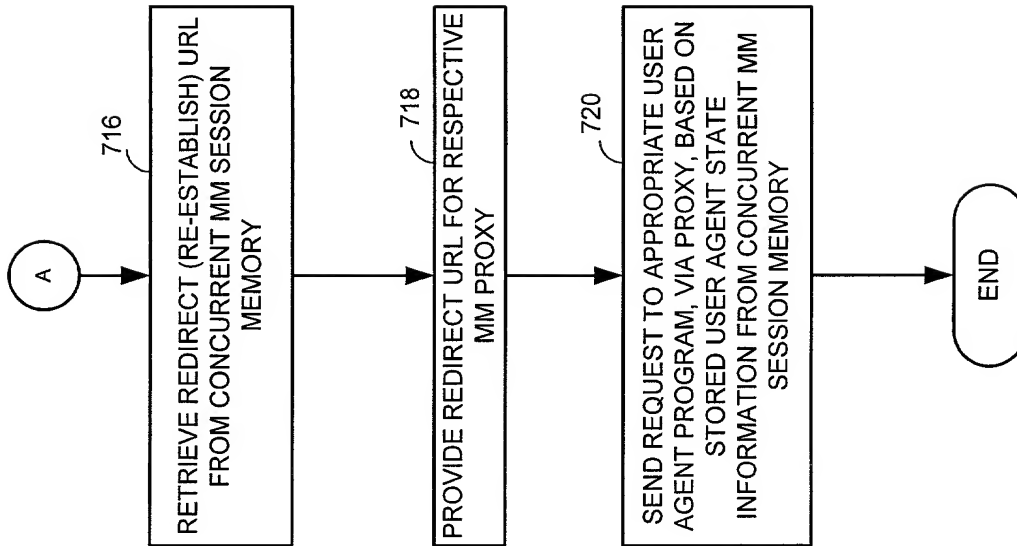 A
716
RETRIEVE REDIRECT (RE-ESTABLISH) URL
FROM CONCURRENT MM SESSION
MEMORY
718
PROVIDE REDIRECT URL FOR RESPECTIVE
MM PROXY
720
SEND REQUEST TO APPROPRIATE USER
AGENT PROGRAM, VIA PROXY, BASED ON
STORED USER AGENT STATE
INFORMATION FROM CONCURRENT MM
SESSION MEMORY
END